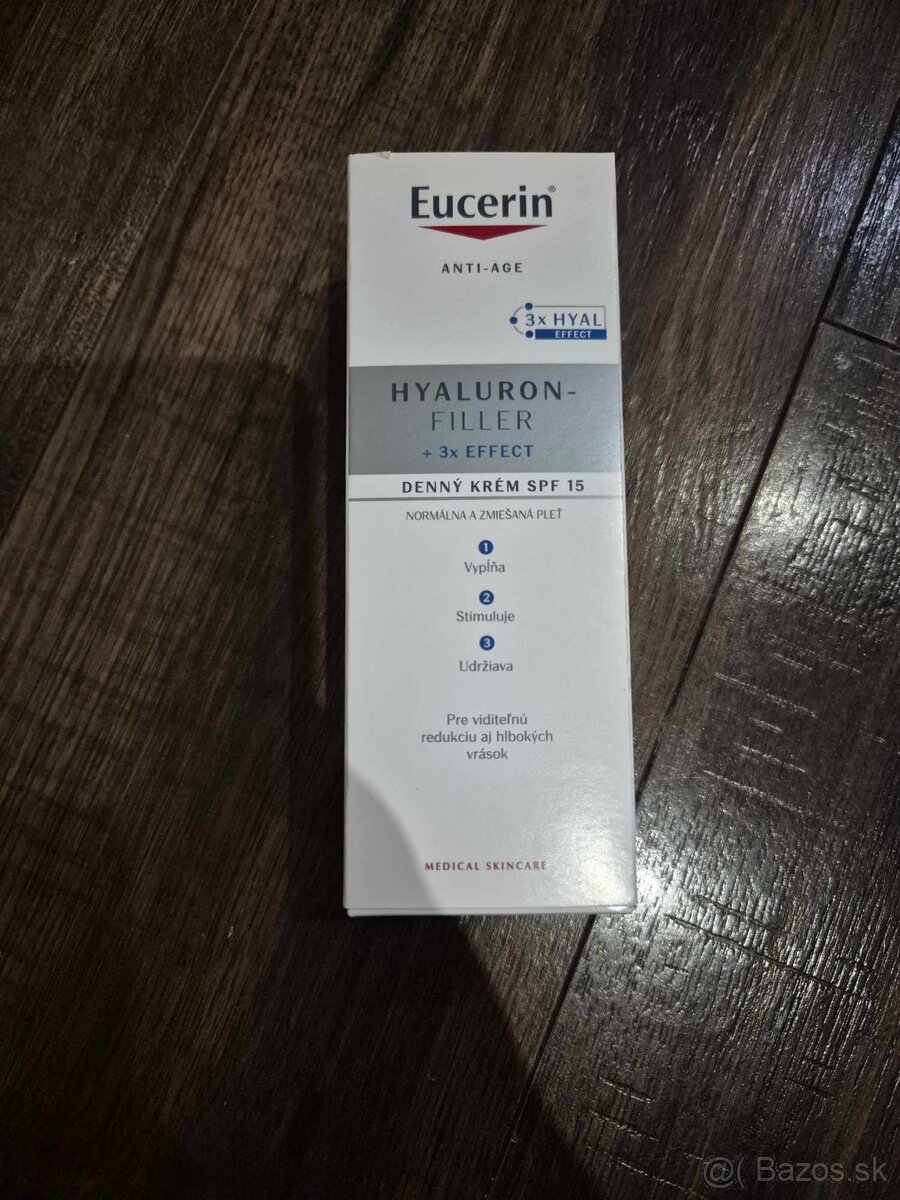 Eucerin®
ANTI-AGE
3x HYAL
EFFECT
HYALURON-
FILLER
+ 3x EFFECT
DENNÝ KRÉM SPF 15
NORMÁLNA A ZMIEŠANÁ PLEŤ
1
Vypĺňa
2
Stimuluje
3
Udržiava
Pre viditeľnú
redukciu aj hlbokých
vrások
MEDICAL SKINCARE
@( Bazos.sk